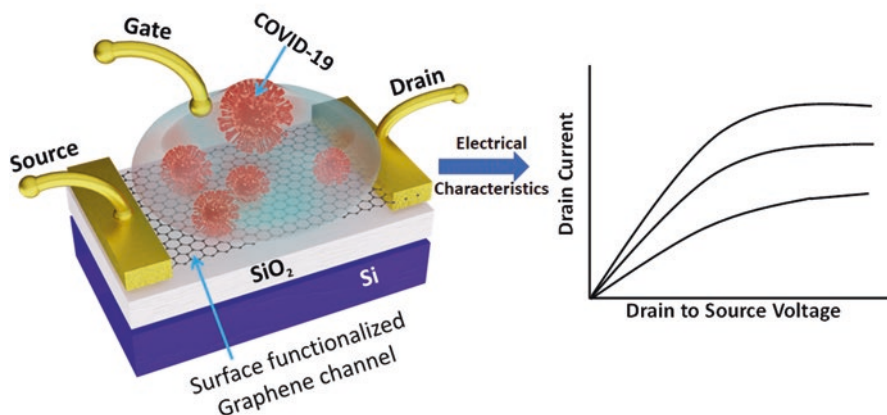 Gate
COVID-19
Drain
Source
SiO₂
Si
Surface functionalized
Graphene channel
Electrical
Characteristics
Drain Current
Drain to Source Voltage